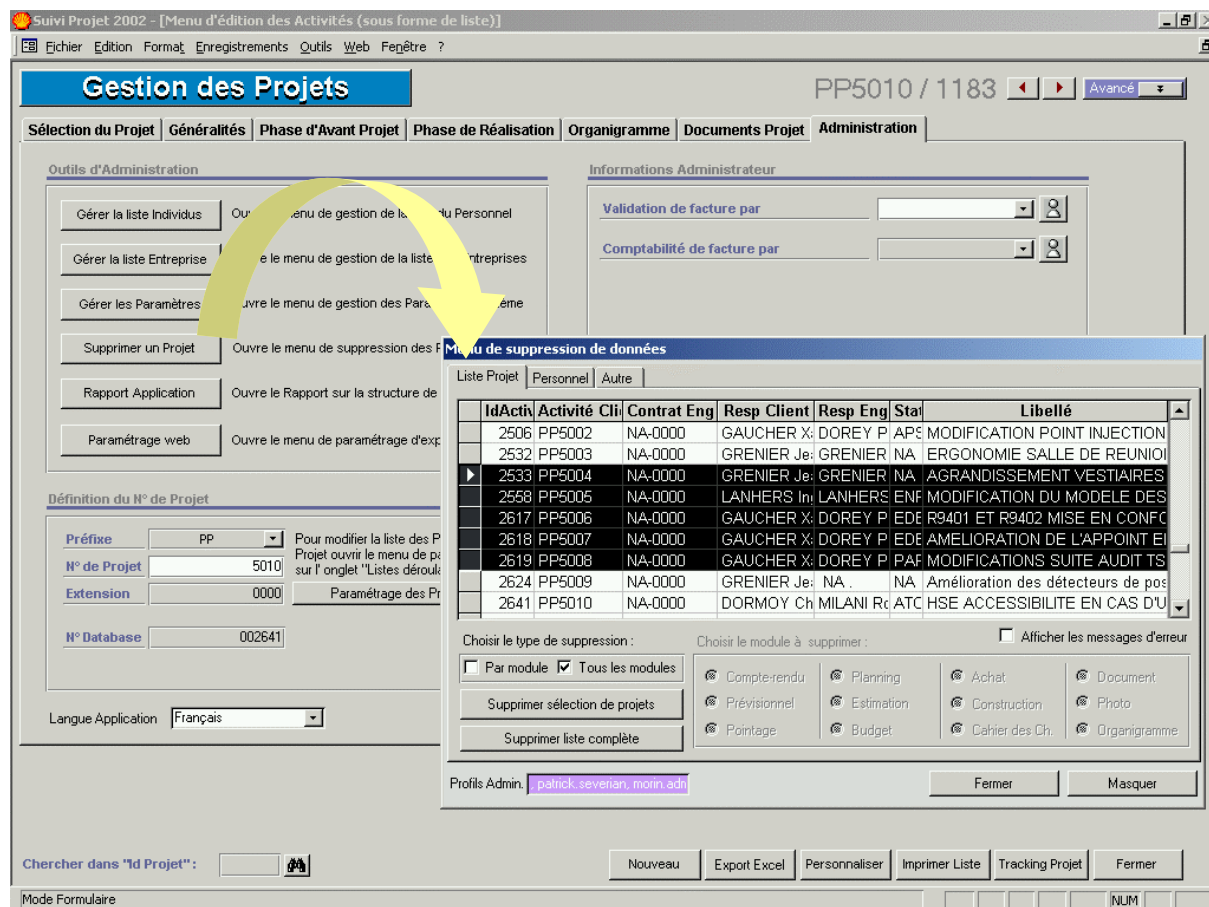 Suivi Projet 2002 - [Menu d'édition des Activités (sous forme de liste)]
Fichier Edition Format Enregistrements Outils Web Fenêtre ?
Gestion des Projets
PP5010 / 1183
Avancé
Sélection du Projet Généralités Phase d'Avant Projet Phase de Réalisation Organigramme Documents Projet Administration
Outils d'Administration
Informations Administrateur
Gérer la liste Individus
menu de gestion de la du Personnel
Validation de facture par
Gérer la liste Entreprise
e le menu de gestion de la liste
Comptabilité de facture par
Gérer les Paramètres
le menu de gestion des
Supprimer un Projet
Ouvre le menu de suppression des
Rapport Application
Ouvre le Rapport sur la structure de
Paramétrage web
Ouvre le menu de paramétrage d'exp
Définition du N° de Projet
Préfixe PP
N° de Projet 5010
Extension 0000
Pour modifier la liste des P
Projet ouvrir le menu de pa
sur l' onglet "Listes déroula
Paramétrage des Pr
N° Database 002641
Langue Application Français
de suppression de données
Liste Projet Personnel Autre
IdActiv Activité Cli Contrat Eng Resp Client Resp Eng Stat Libellé
2506 PP5002 NA-0000 GAUCHER X DOREY P APS MODIFICATION POINT INJECTION
2532 PP5003 NA-0000 GRENIER Je GRENIER NA ERGONOMIE SALLE DE REUNIOI
2533 PP5004 NA-0000 GRENIER Je GRENIER NA AGRANDISSEMENT VESTIAIRES
2558 PP5005 NA-0000 LANHERS In LANHERS ENF MODIFICATION DU MODELE DES
2617 PP5006 NA-0000 GAUCHER X DOREY P EDE R9401 ET R9402 MISE EN CONFC
2618 PP5007 NA-0000 GAUCHER X DOREY P EDE AMELIORATION DE L'APPOINT EI
2619 PP5008 NA-0000 GAUCHER X DOREY P PAF MODIFICATIONS SUITE AUDIT TS
2624 PP5009 NA-0000 GRENIER Je NA . NA Amélioration des détecteurs de pos
2641 PP5010 NA-0000 DORMOY Ch MILANI Ro ATC HSE ACCESSIBILITE EN CAS D'U
Choisir le type de suppression :
Choisir le module à supprimer :
Afficher les messages d'erreur
Par module Tous les modules
Compte-rendu Planning Achat Document
Supprimer sélection de projets
Prévisionnel Estimation Construction Photo
Supprimer liste complète
Pointage Budget Cahier des Ch. Organigramme
Profils Admin. , patrick.severian, morin.adn
Fermer Masquer
Chercher dans "Id Projet" :
Nouveau Export Excel Personnaliser Imprimer Liste Tracking Projet Fermer
Mode Formulaire
NUM